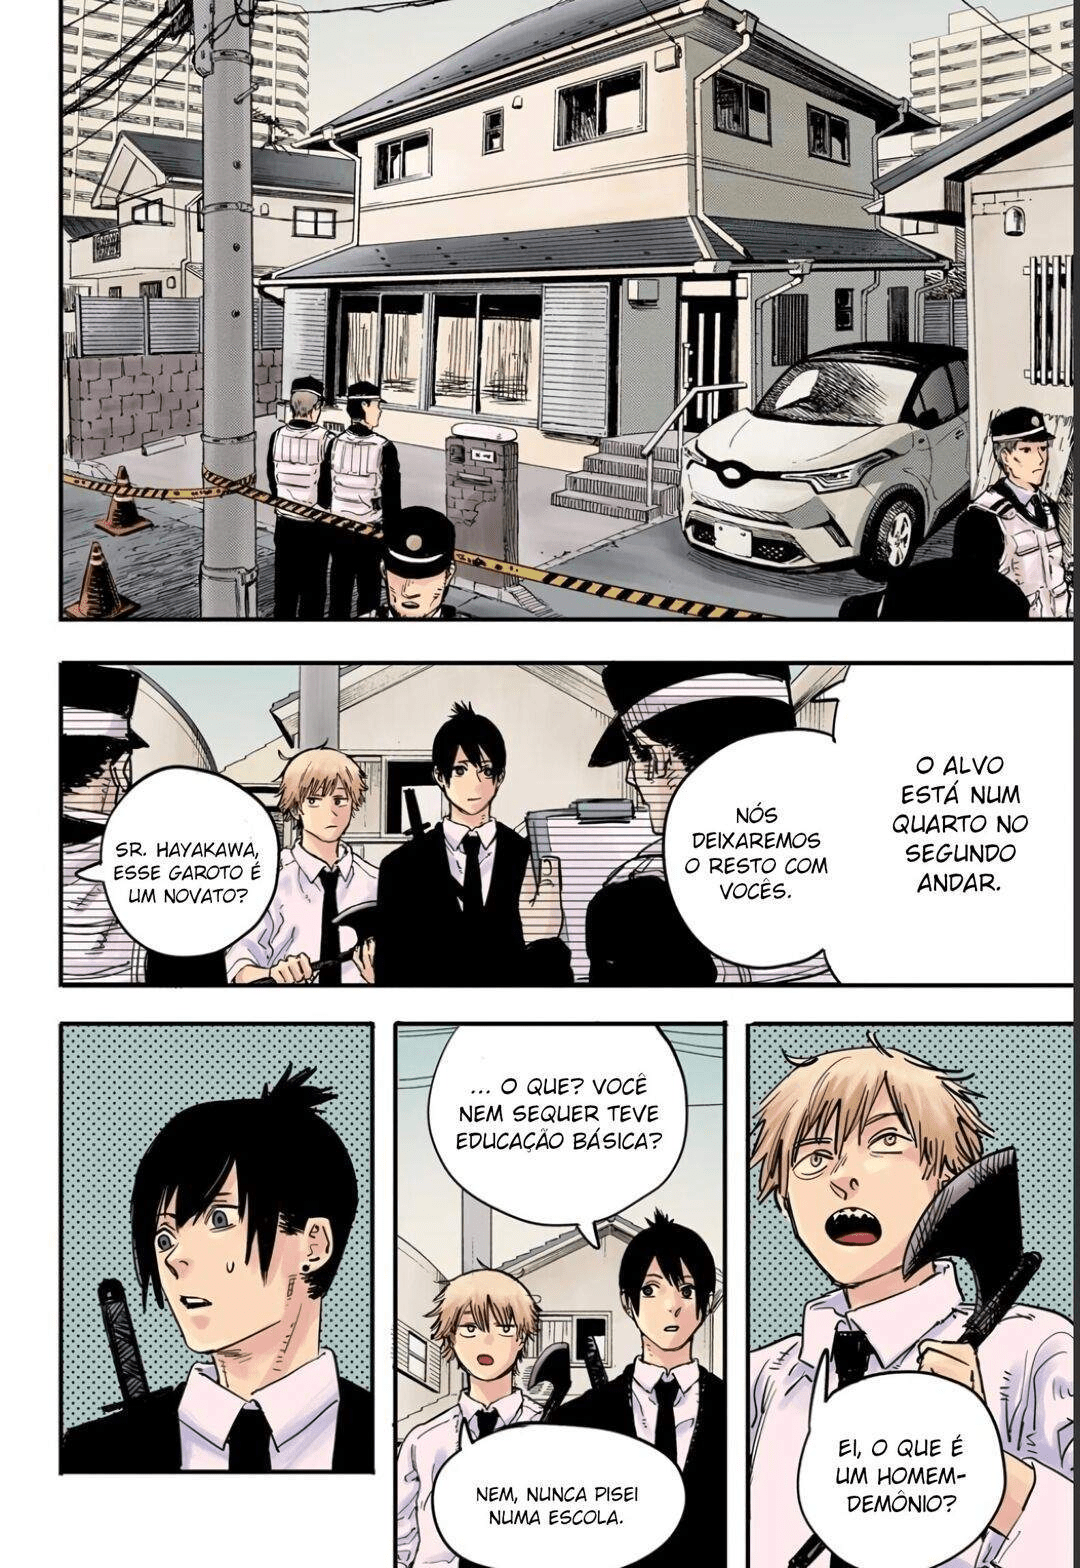 O ALVO
ESTÁ NUM
QUARTO NO
SEGUNDO
ANDAR.
NÓS
DEIXAREMOS
O RESTO COM
VOCÊS.
SR. HAYAKAWA,
ESSE GAROTO É
UM NOVATO?
EI, O QUE É
UM HOMEM-
DEMÔNIO?
... O QUE? VOCÊ
NEM SEQUER TEVE
EDUCAÇÃO BÁSICA?
NEM, NUNCA PISEI
NUMA ESCOLA.